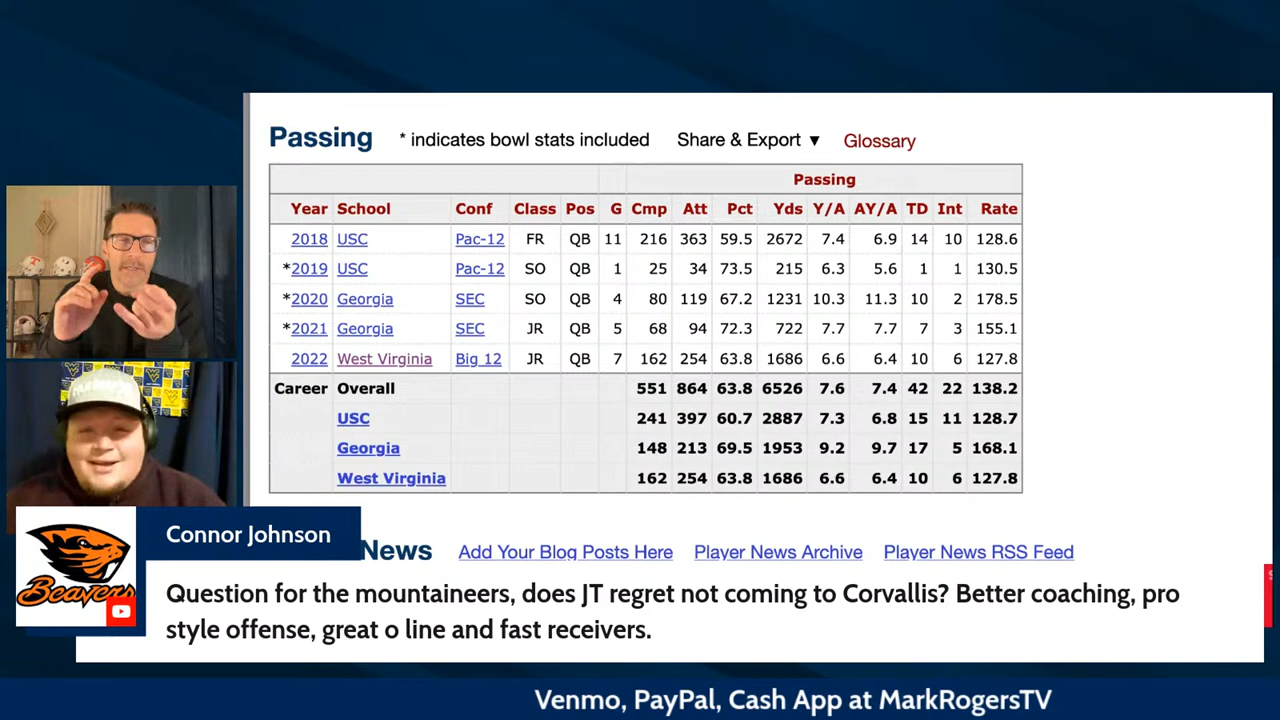 Passing * indicates bowl stats included Share & Export ▼ Glossary
Passing
Year School Conf Class Pos G Cmp Att Pct Yds Y/A AY/A TD Int Rate
2018 USC Pac-12 FR QB 11 216 363 59.5 2672 7.4 6.9 14 10 128.6
*2019 USC Pac-12 SO QB 1 25 34 73.5 215 6.3 5.6 1 1 130.5
*2020 Georgia SEC SO QB 4 80 119 67.2 1231 10.3 11.3 10 2 178.5
*2021 Georgia SEC JR QB 5 68 94 72.3 722 7.7 7.7 7 3 155.1
2022 West Virginia Big 12 JR QB 7 162 254 63.8 1686 6.6 6.4 10 6 127.8
Career Overall 551 864 63.8 6526 7.6 7.4 42 22 138.2
USC 241 397 60.7 2887 7.3 6.8 15 11 128.7
Georgia 148 213 69.5 1953 9.2 9.7 17 5 168.1
West Virginia 162 254 63.8 1686 6.6 6.4 10 6 127.8
Connor Johnson
News Add Your Blog Posts Here Player News Archive Player News RSS Feed
Beavers
Question for the mountaineers, does JT regret not coming to Corvallis? Better coaching, pro
style offense, great o line and fast receivers.
Venmo, PayPal, Cash App at MarkRogersTV